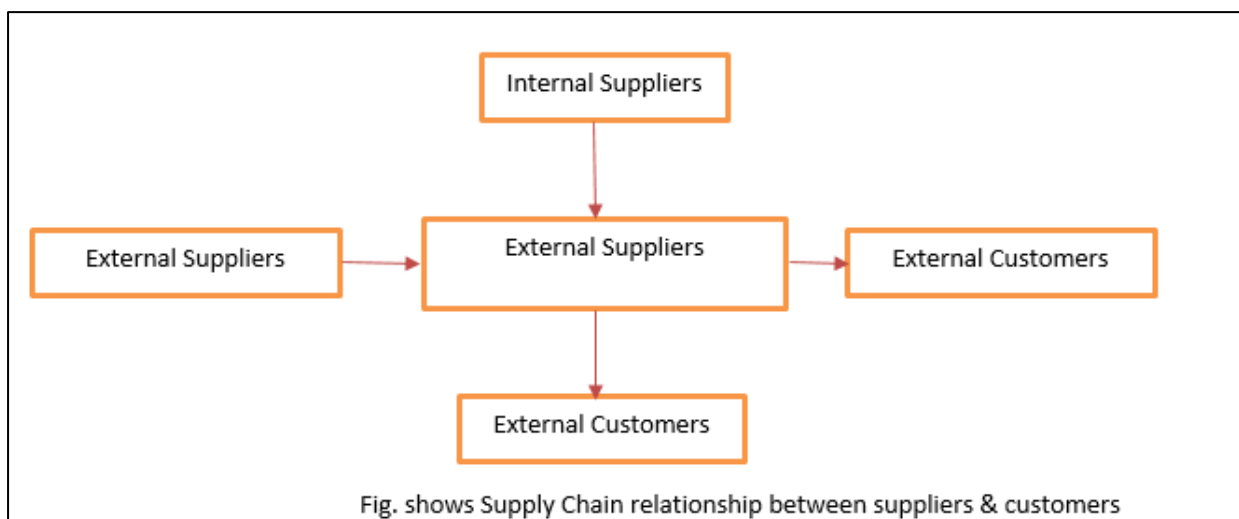 Internal Suppliers
External Suppliers
External Suppliers
External Customers
External Customers
Fig. shows Supply Chain relationship between suppliers & customers